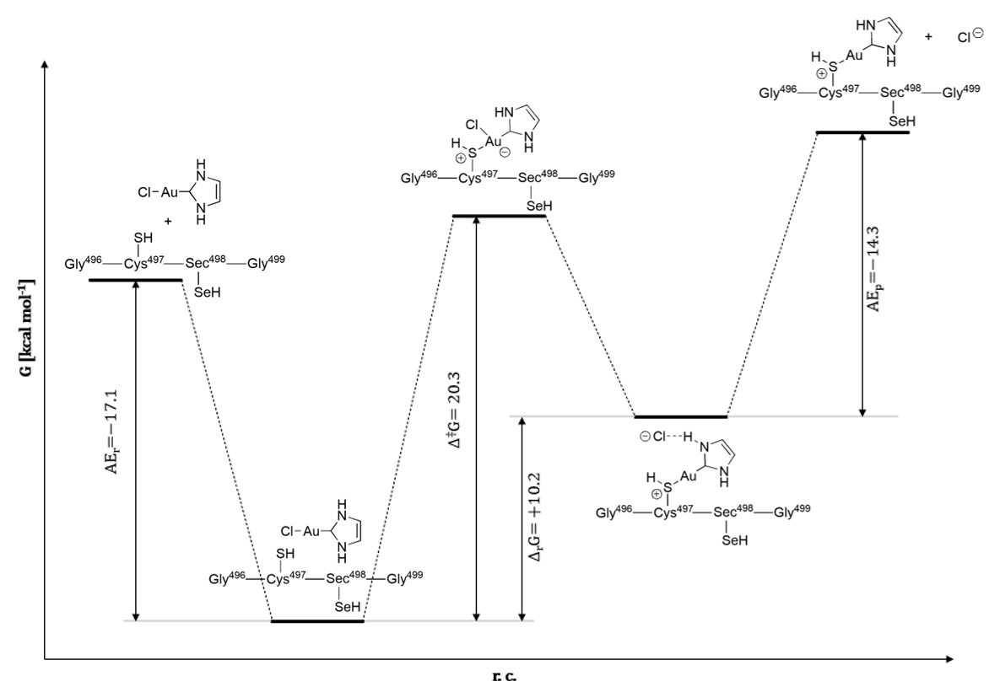 G [kcal mol-1]
H
N
Cl–Au
N
H
+
SH
Gly496—Cys497—Sec498—Gly499
SeH
AEr=−17.1
H
N
Cl–Au
N
H
SH
Gly496—Cys497—Sec498—Gly499
SeH
HN
Cl
Au
N
H
⊖
H
S
⊕
Gly496—Cys497—Sec498—Gly499
SeH
Δ‡G= 20.3
ΔrG= +10.2
⊖Cl---H
N
Au
N
H
H
S
⊕
Gly496—Cys497—Sec498—Gly499
SeH
HN
Au
N
H
+ Cl⊖
H
S
⊕
Gly496—Cys497—Sec498—Gly499
SeH
AEp=−14.3
r. c.